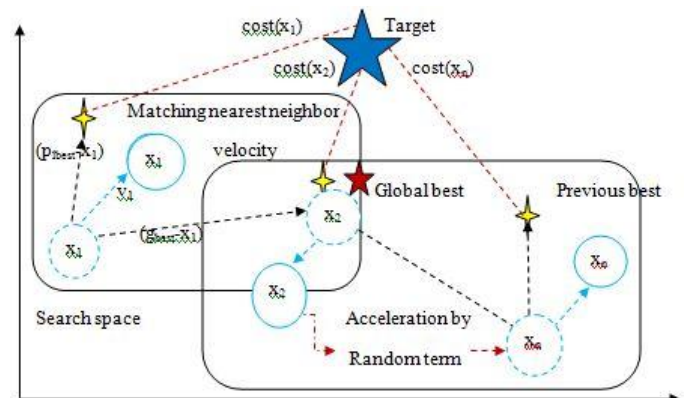 cost(x₁)
Target
cost(x₂)
cost(xₙ)
Matching nearest neighbor
(p₁best-x₁)
x₁
velocity
v₁
Global best
Previous best
x₂
x₁
(gbest-x₁)
xₙ
x₂
Search space
Acceleration by
xₙ
Random term